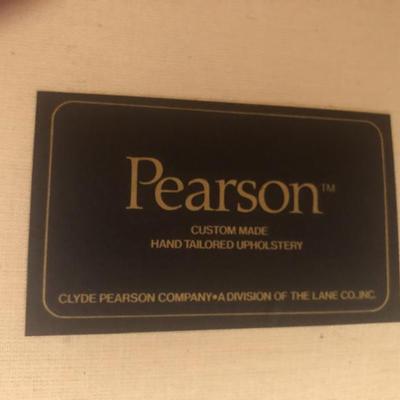 Pearson™
CUSTOM MADE
HAND TAILORED UPHOLSTERY
CLYDE PEARSON COMPANY•A DIVISION OF THE LANE CO.,INC.